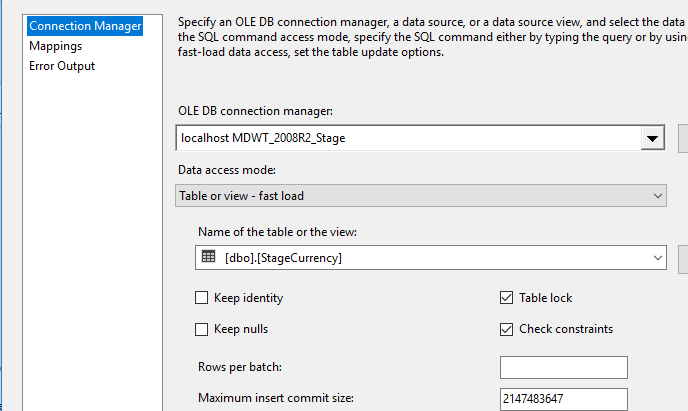 Connection Manager
Mappings
Error Output
Specify an OLE DB connection manager, a data source, or a data source view, and select the data
the SQL command access mode, specify the SQL command either by typing the query or by usin
fast-load data access, set the table update options.
OLE DB connection manager:
localhost MDWT_2008R2_Stage
Data access mode:
Table or view - fast load
Name of the table or the view:
[dbo].[StageCurrency]
Keep identity
Table lock
Keep nulls
Check constraints
Rows per batch:
Maximum insert commit size:
2147483647